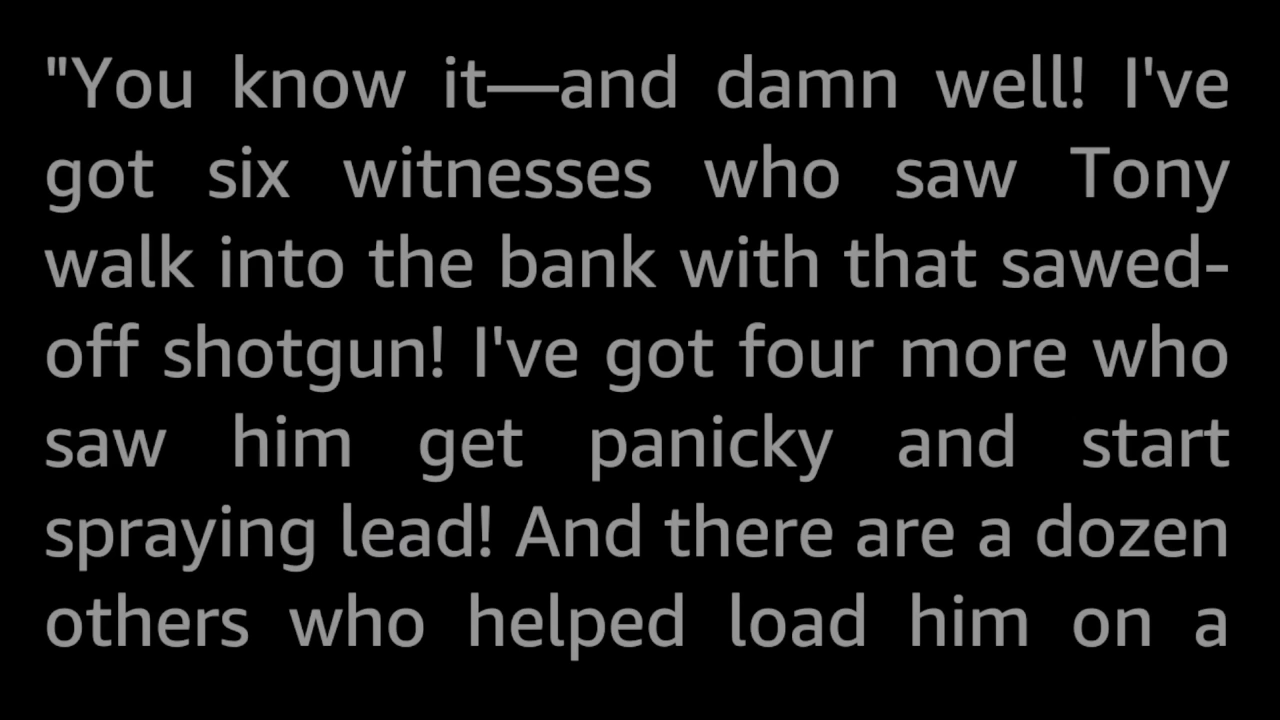 "You know it—and damn well! I've
got six witnesses who saw Tony
walk into the bank with that sawed-
off shotgun! I've got four more who
saw him get panicky and start
spraying lead! And there are a dozen
others who helped load him on a